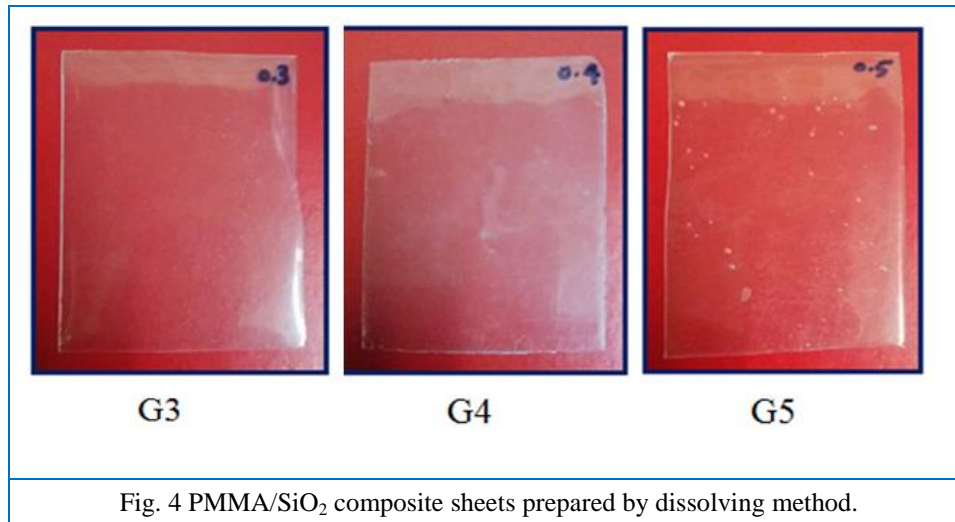 0.3 0.4 0.5
G3 G4 G5
Fig. 4 PMMA/SiO₂ composite sheets prepared by dissolving method.